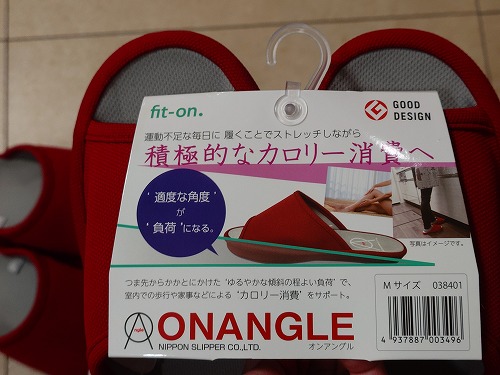 fit-on.
GOOD
DESIGN
運動不足な毎日に 履くことでストレッチしながら
積極的なカロリー消費へ
‘適度な角度’
が
‘負荷’になる。
写真はイメージです。
つま先からかかとにかけた‘ゆるやかな傾斜の程よい負荷’で、
室内での歩行や家事などによる‘カロリー消費’をサポート。
Mサイズ 038401
Angle
ONANGLE
NIPPON SLIPPER CO.,LTD. オンアングル
4 937887 003496